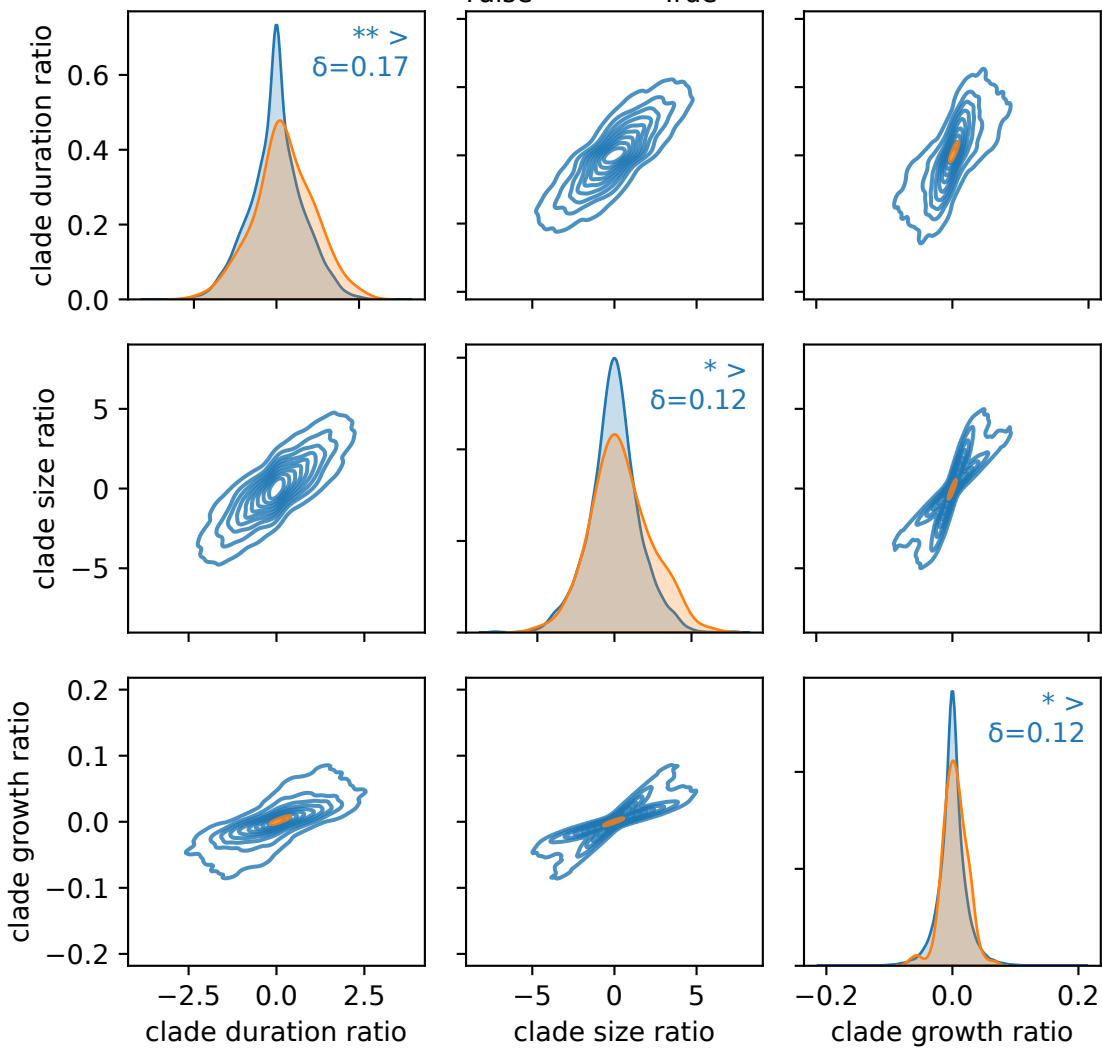 clade duration ratio
0.6
0.4
0.2
0.0
** >
δ=0.17
clade size ratio
5
0
−5
* >
δ=0.12
clade growth ratio
0.2
0.1
0.0
−0.1
−0.2
* >
δ=0.12
−2.5 0.0 2.5
−5 0 5
−0.2 0.0 0.2
clade duration ratio
clade size ratio
clade growth ratio